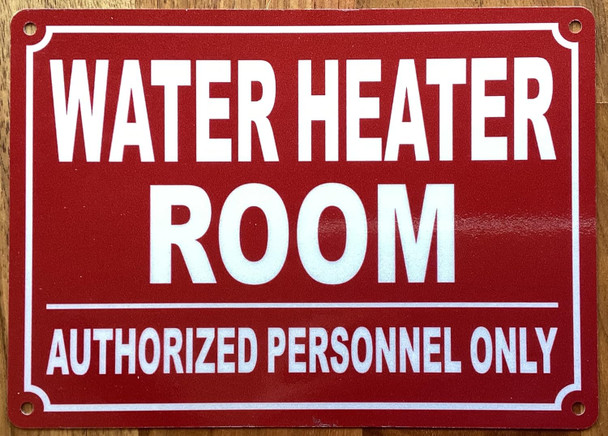 WATER HEATER
ROOM
AUTHORIZED PERSONNEL ONLY